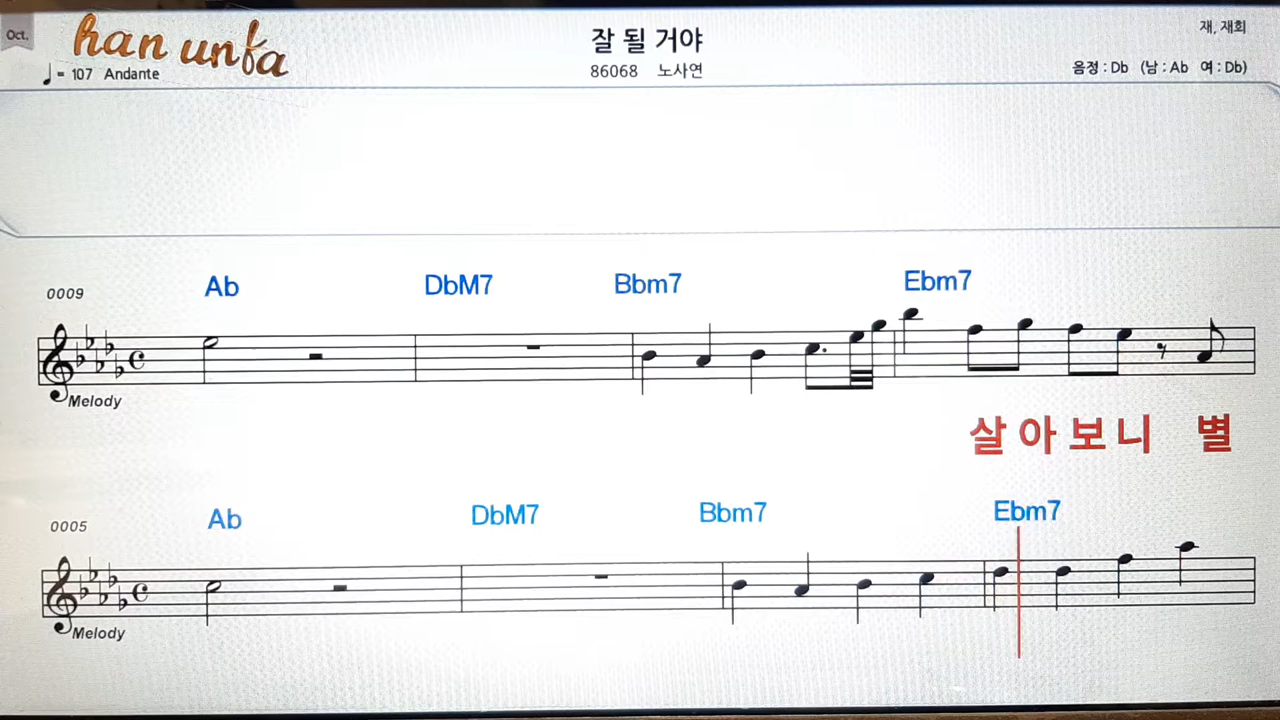 Oct.
han unfa
잘 될 거야
재, 재희
♩= 107 Andante
86068 노사연
음정 : Db (남 : Ab 여 : Db)
0009
Ab DbM7 Bbm7 Ebm7
Melody
살 아 보 니 별
0005
Ab DbM7 Bbm7 Ebm7
Melody